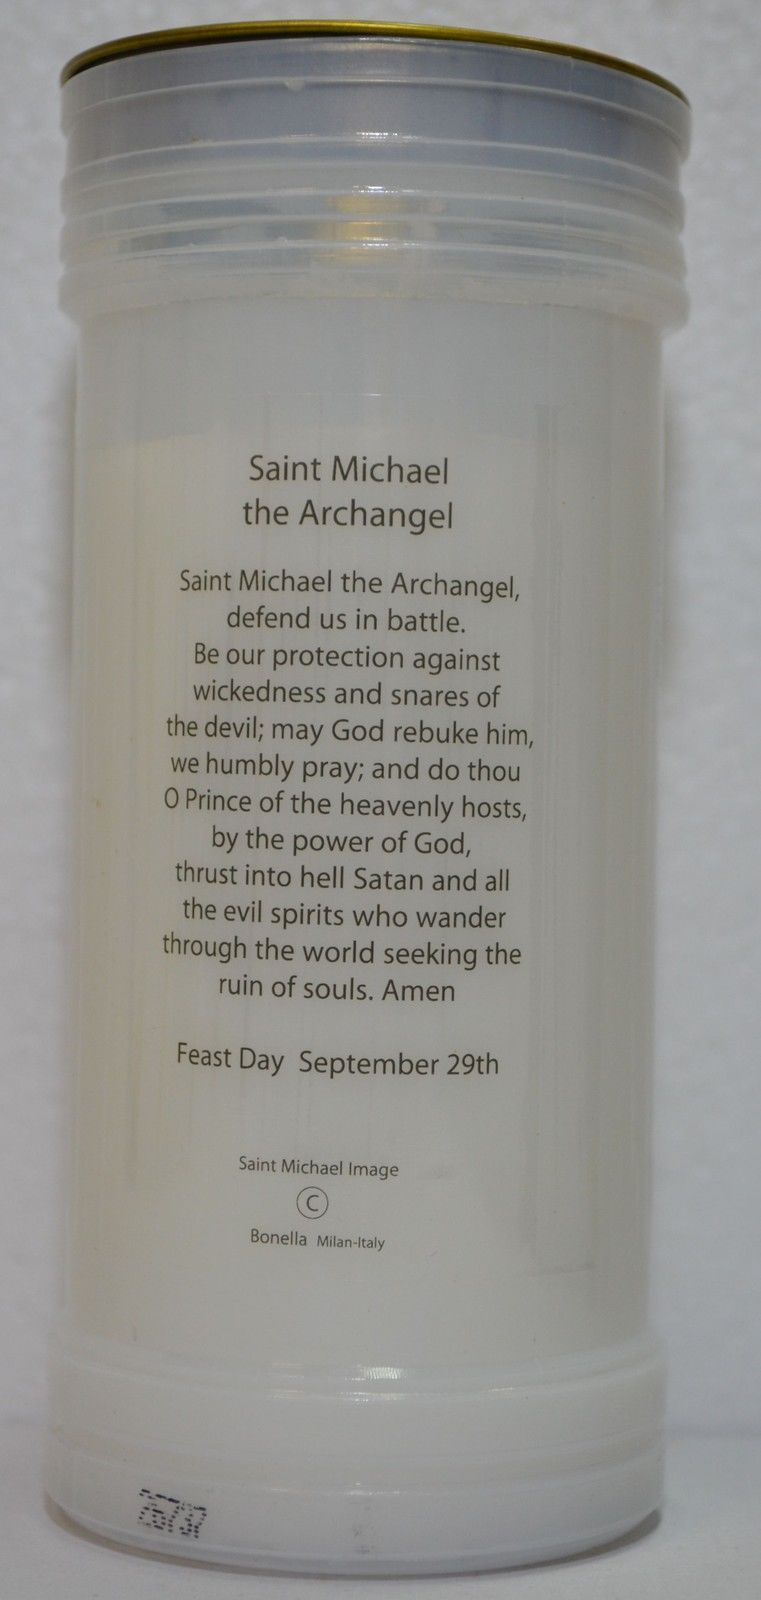 Saint Michael
the Archangel
Saint Michael the Archangel,
defend us in battle.
Be our protection against
wickedness and snares of
the devil; may God rebuke him,
we humbly pray; and do thou
O Prince of the heavenly hosts,
by the power of God,
thrust into hell Satan and all
the evil spirits who wander
through the world seeking the
ruin of souls. Amen
Feast Day September 29th
Saint Michael Image
©
Bonella Milan-Italy